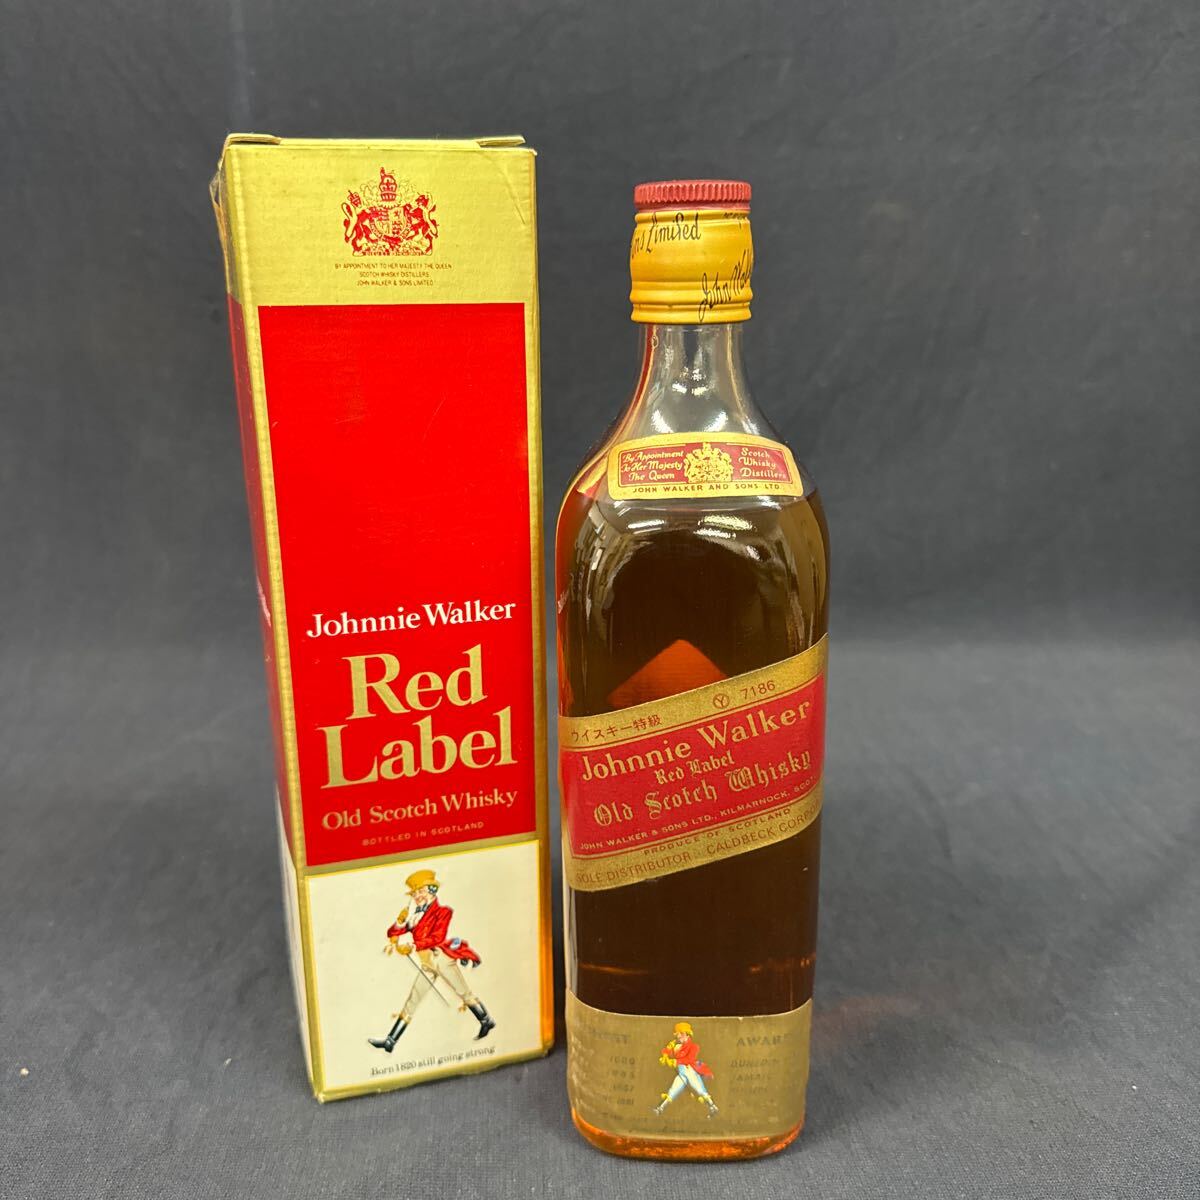 BY APPOINTMENT TO HER MAJESTY THE QUEEN
SCOTCH WHISKY DISTILLERS
JOHN WALKER & SONS LIMITED
Johnnie Walker
Red
Label
Old Scotch Whisky
BOTTLED IN SCOTLAND
Born 1820 still going strong
Limited
John
By Appointment
To Her Majesty
The Queen
Scotch
Whisky
Distillers
JOHN WALKER AND SONS LTD.
ウイスキー特級 Y 7186
Johnnie Walker
Red Label
Old Scotch Whisky
JOHN WALKER & SONS LTD., KILMARNOCK,
PRODUCE OF SCOTLAND
SOLE DISTRIBUTOR CALDBECK